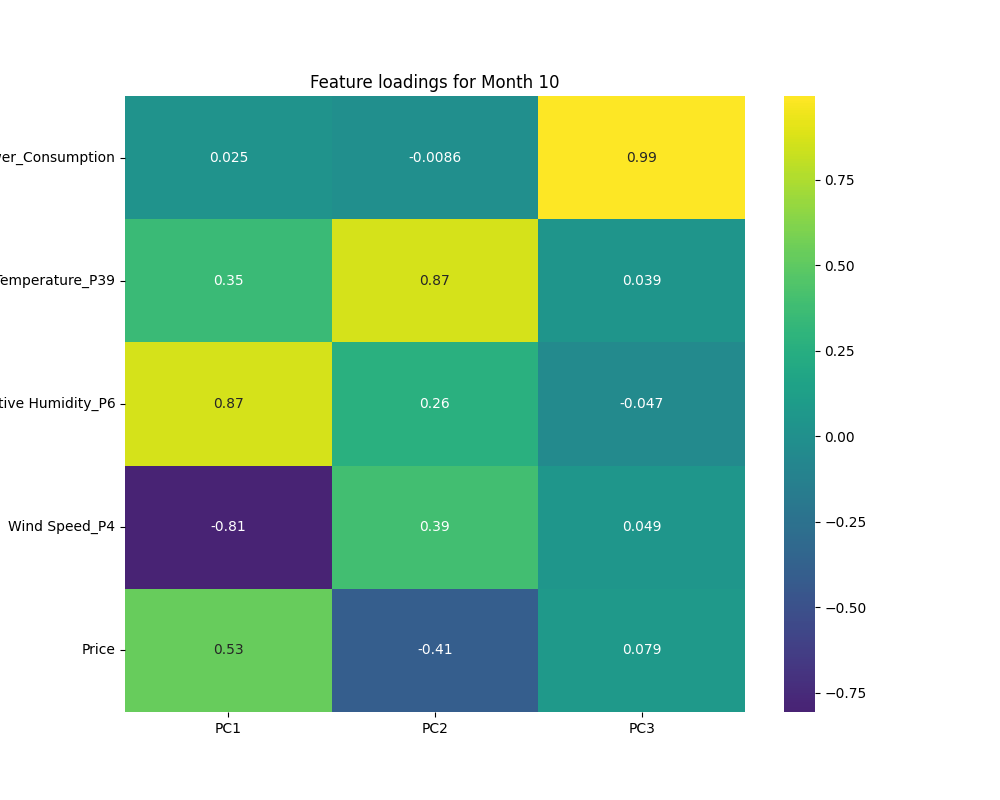 Feature loadings for Month 10
er_Consumption 0.025 -0.0086 0.99
emperature_P39 0.35 0.87 0.039
tive Humidity_P6 0.87 0.26 -0.047
Wind Speed_P4 -0.81 0.39 0.049
Price 0.53 -0.41 0.079
PC1 PC2 PC3
0.75
0.50
0.25
0.00
−0.25
−0.50
−0.75